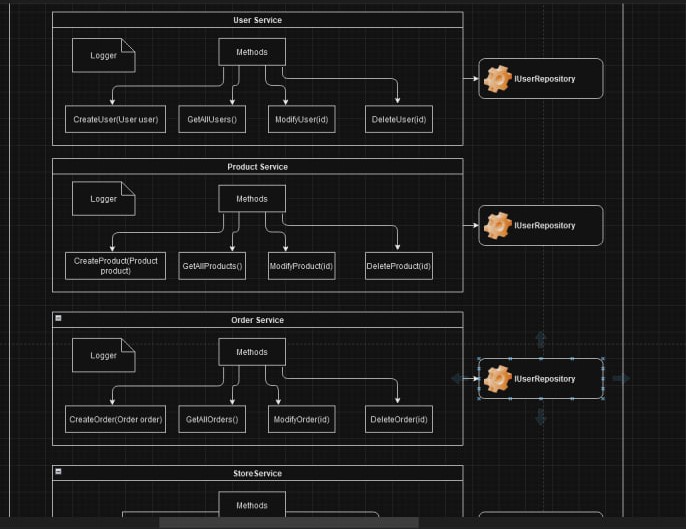 User Service
Logger
Methods
IUserRepository
CreateUser(User user)
GetAllUsers()
ModifyUser(id)
DeleteUser(id)
Product Service
Logger
Methods
IUserRepository
CreateProduct(Product
product)
GetAllProducts()
ModifyProduct(id)
DeleteProduct(id)
Order Service
Logger
Methods
IUserRepository
CreateOrder(Order order)
GetAllOrders()
ModifyOrder(id)
DeleteOrder(id)
StoreService
Methods